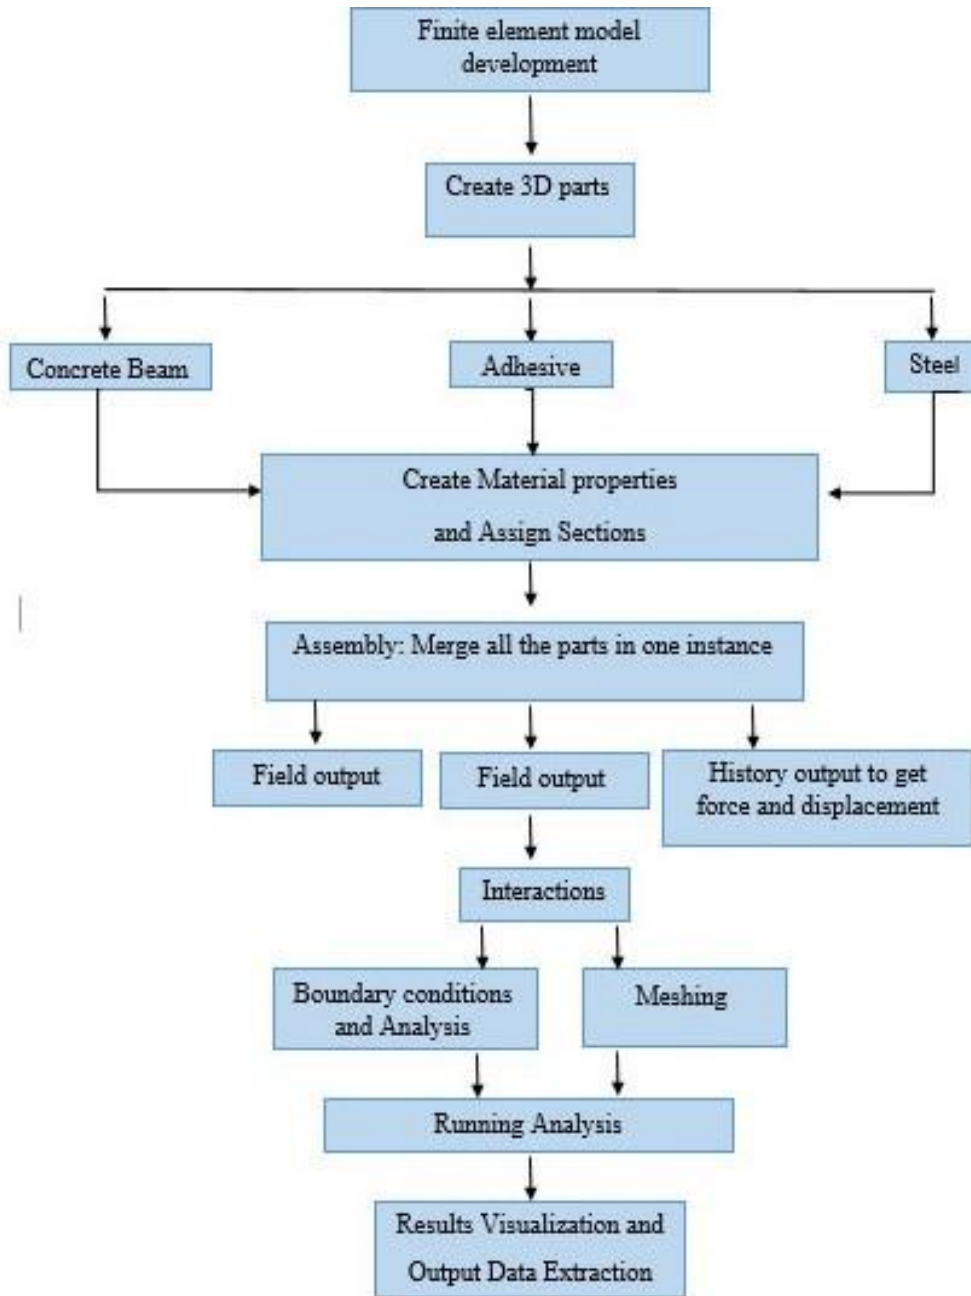 Finite element model
development
Create 3D parts
Concrete Beam
Adhesive
Steel
Create Material properties
and Assign Sections
Assembly: Merge all the parts in one instance
Field output
Field output
History output to get
force and displacement
Interactions
Boundary conditions
and Analysis
Meshing
Running Analysis
Results Visualization and
Output Data Extraction